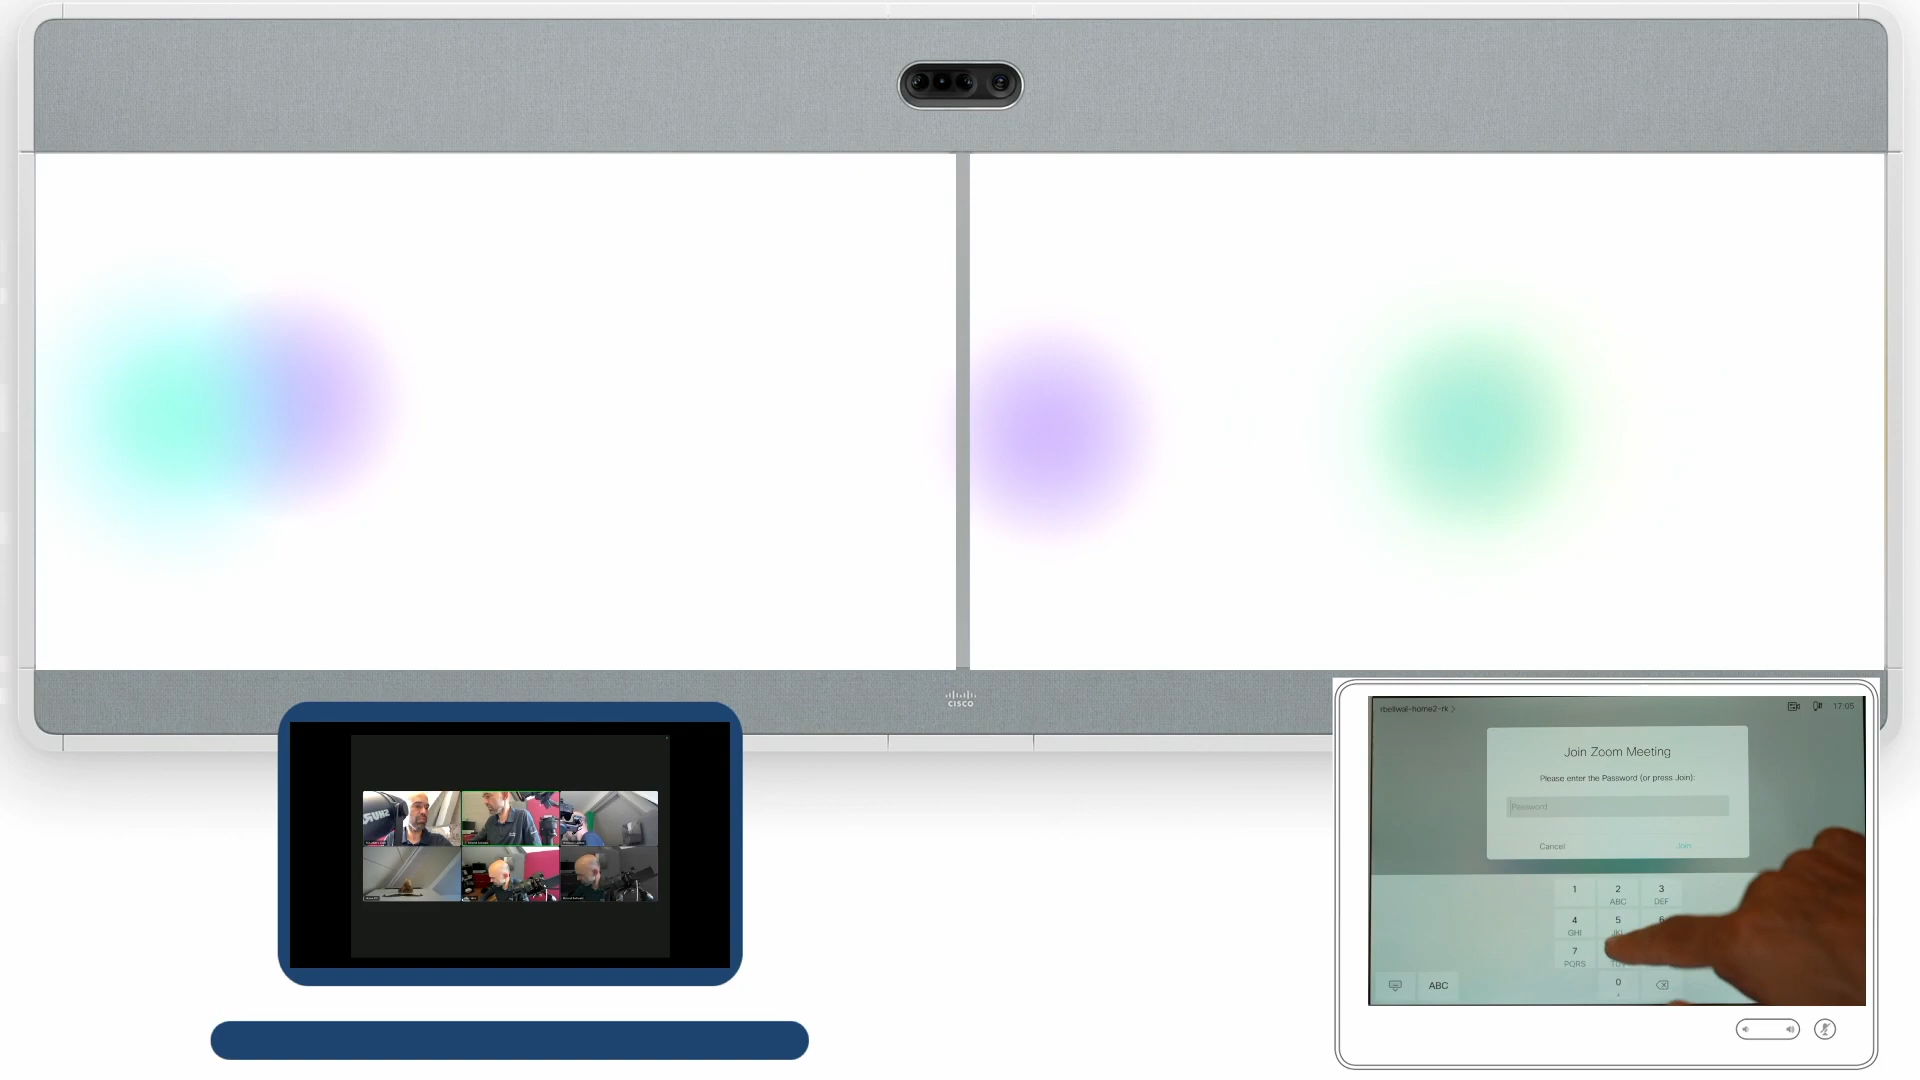 cisco
rbellwal-home2-rk >
17:05
Join Zoom Meeting
Please enter the Password (or press Join):
Password
Cancel Join
1 2 3
ABC DEF
4 5 6
GHI
7
PQRS
ABC 0